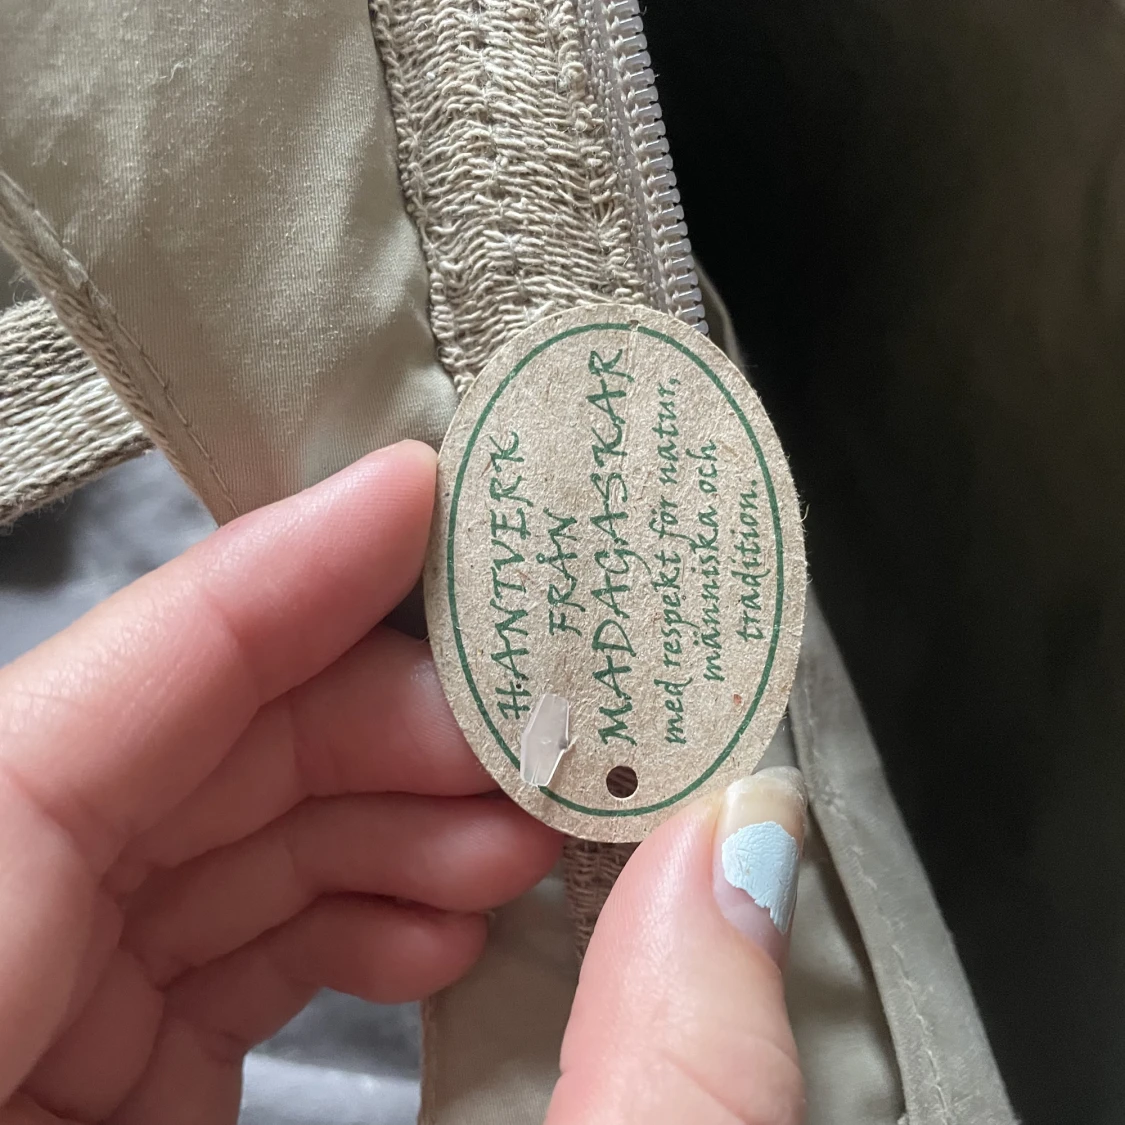 HANTVERK
FRÅN
MADAGASKAR
med respekt för natur,
människa och
tradition.